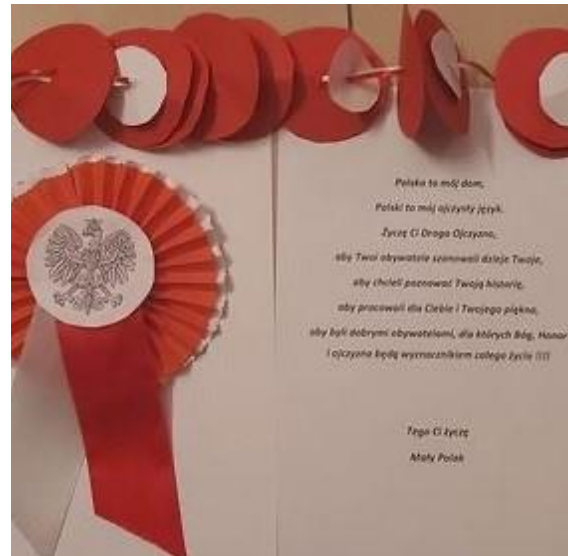 Polska to mój dom,
Polski to mój ojczysty język.
Życzę Ci Droga Ojczyzno,
aby Twoi obywatele szanowali dzieje Twoje,
aby chcieli poznawać Twoją historię,
aby pracowali dla Ciebie i Twojego piękna,
aby byli dobrymi obywatelami, dla których Bóg, Honor
i ojczyzna będą wyznacznikiem całego życia !!!!
Tego Ci życzę
Mały Polak